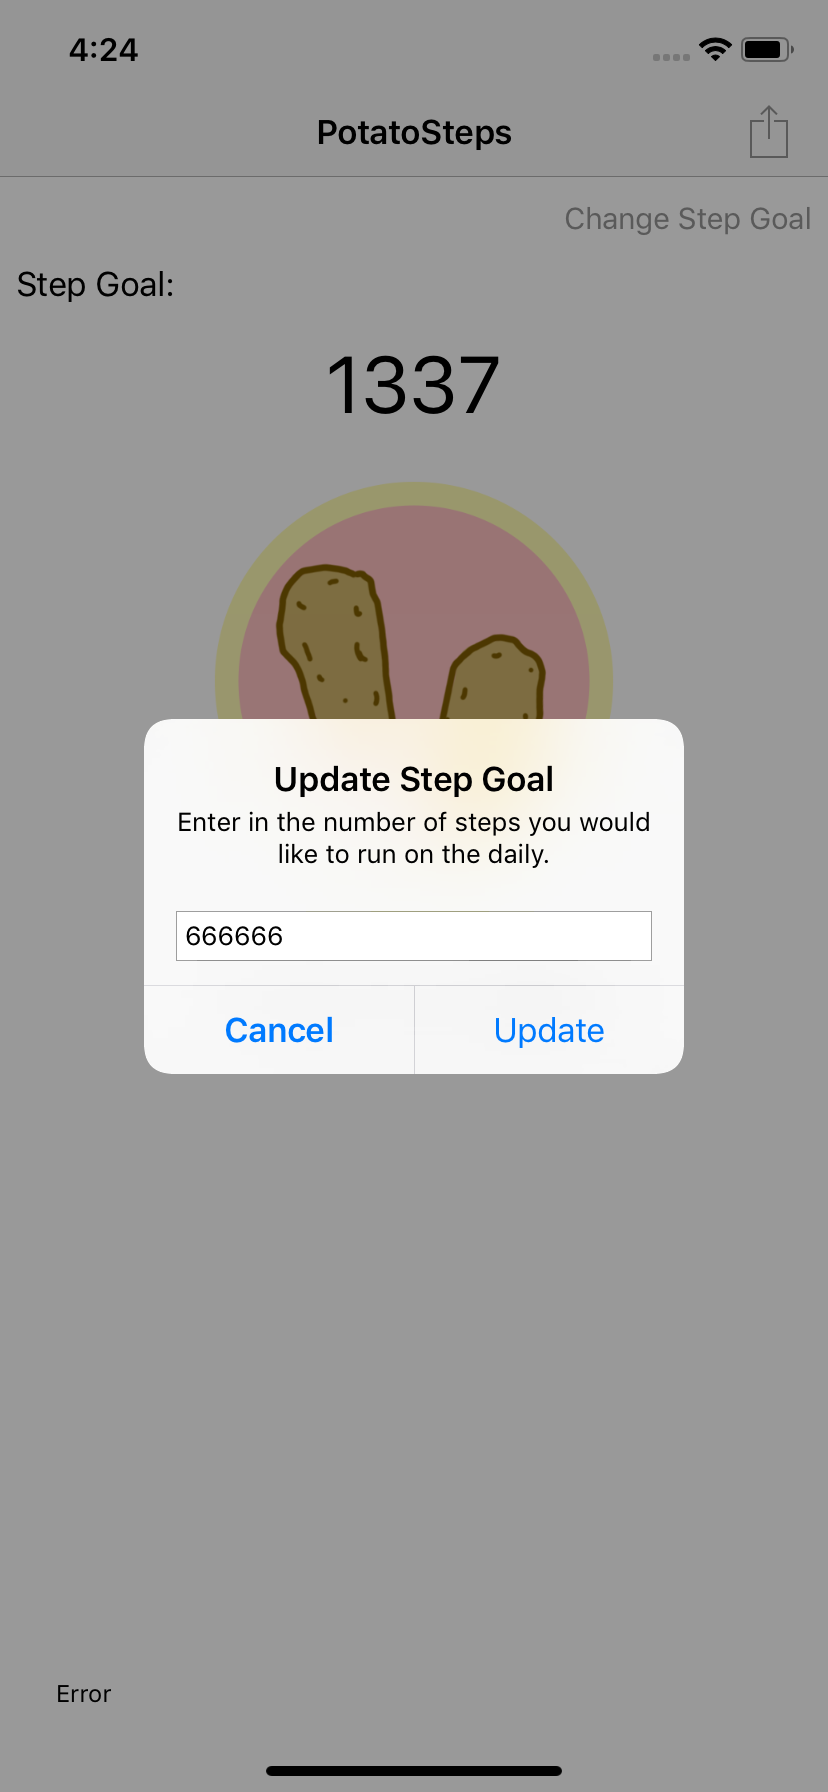 4:24
PotatoSteps
Change Step Goal
Step Goal:
1337
Update Step Goal
Enter in the number of steps you would
like to run on the daily.
666666
Cancel
Update
Error